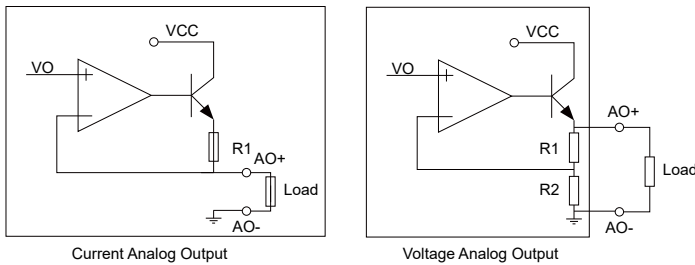 VCC
VO
R1
AO+
Load
AO-
Current Analog Output
VCC
VO
AO+
R1
Load
R2
AO-
Voltage Analog Output